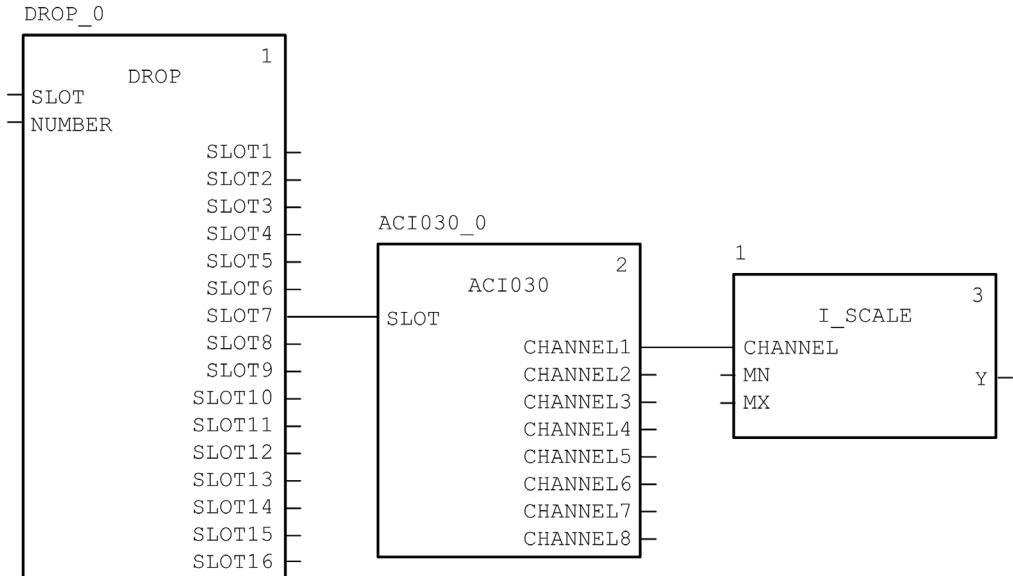 DROP_0
1
DROP
SLOT
NUMBER
SLOT1
SLOT2
SLOT3
SLOT4
SLOT5
SLOT6
SLOT7
SLOT8
SLOT9
SLOT10
SLOT11
SLOT12
SLOT13
SLOT14
SLOT15
SLOT16
ACI030_0
2
ACI030
SLOT
CHANNEL1
CHANNEL2
CHANNEL3
CHANNEL4
CHANNEL5
CHANNEL6
CHANNEL7
CHANNEL8
1
3
I_SCALE
CHANNEL
MN
MX
Y